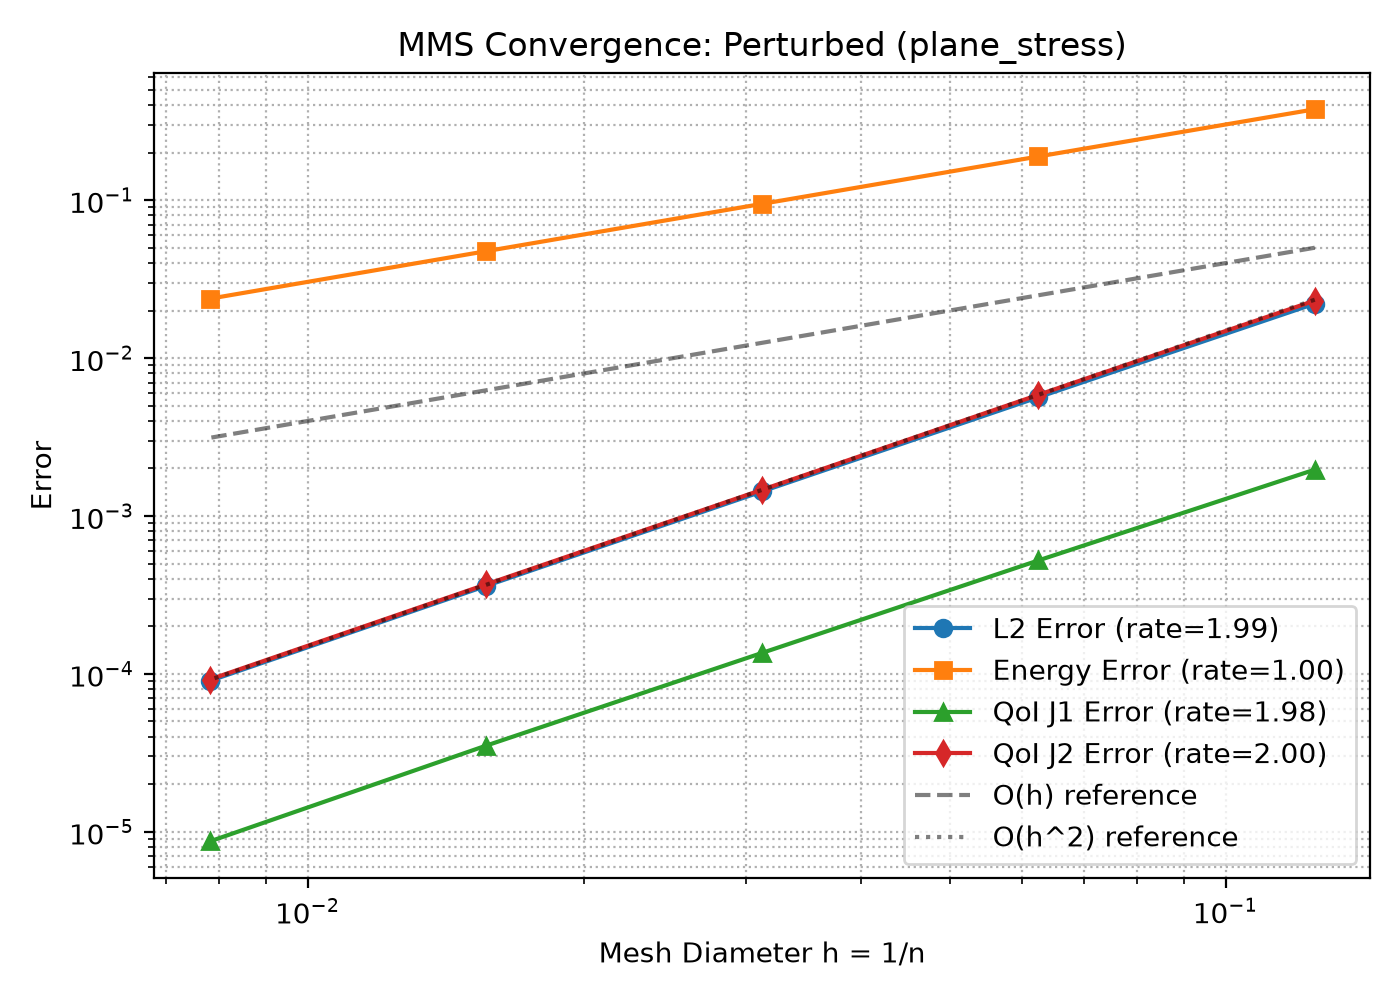 MMS Convergence: Perturbed (plane_stress)
Error
10⁻¹
10⁻²
10⁻³
10⁻⁴
10⁻⁵
L2 Error (rate=1.99)
Energy Error (rate=1.00)
QoI J1 Error (rate=1.98)
QoI J2 Error (rate=2.00)
O(h) reference
O(h^2) reference
10⁻² 10⁻¹
Mesh Diameter h = 1/n